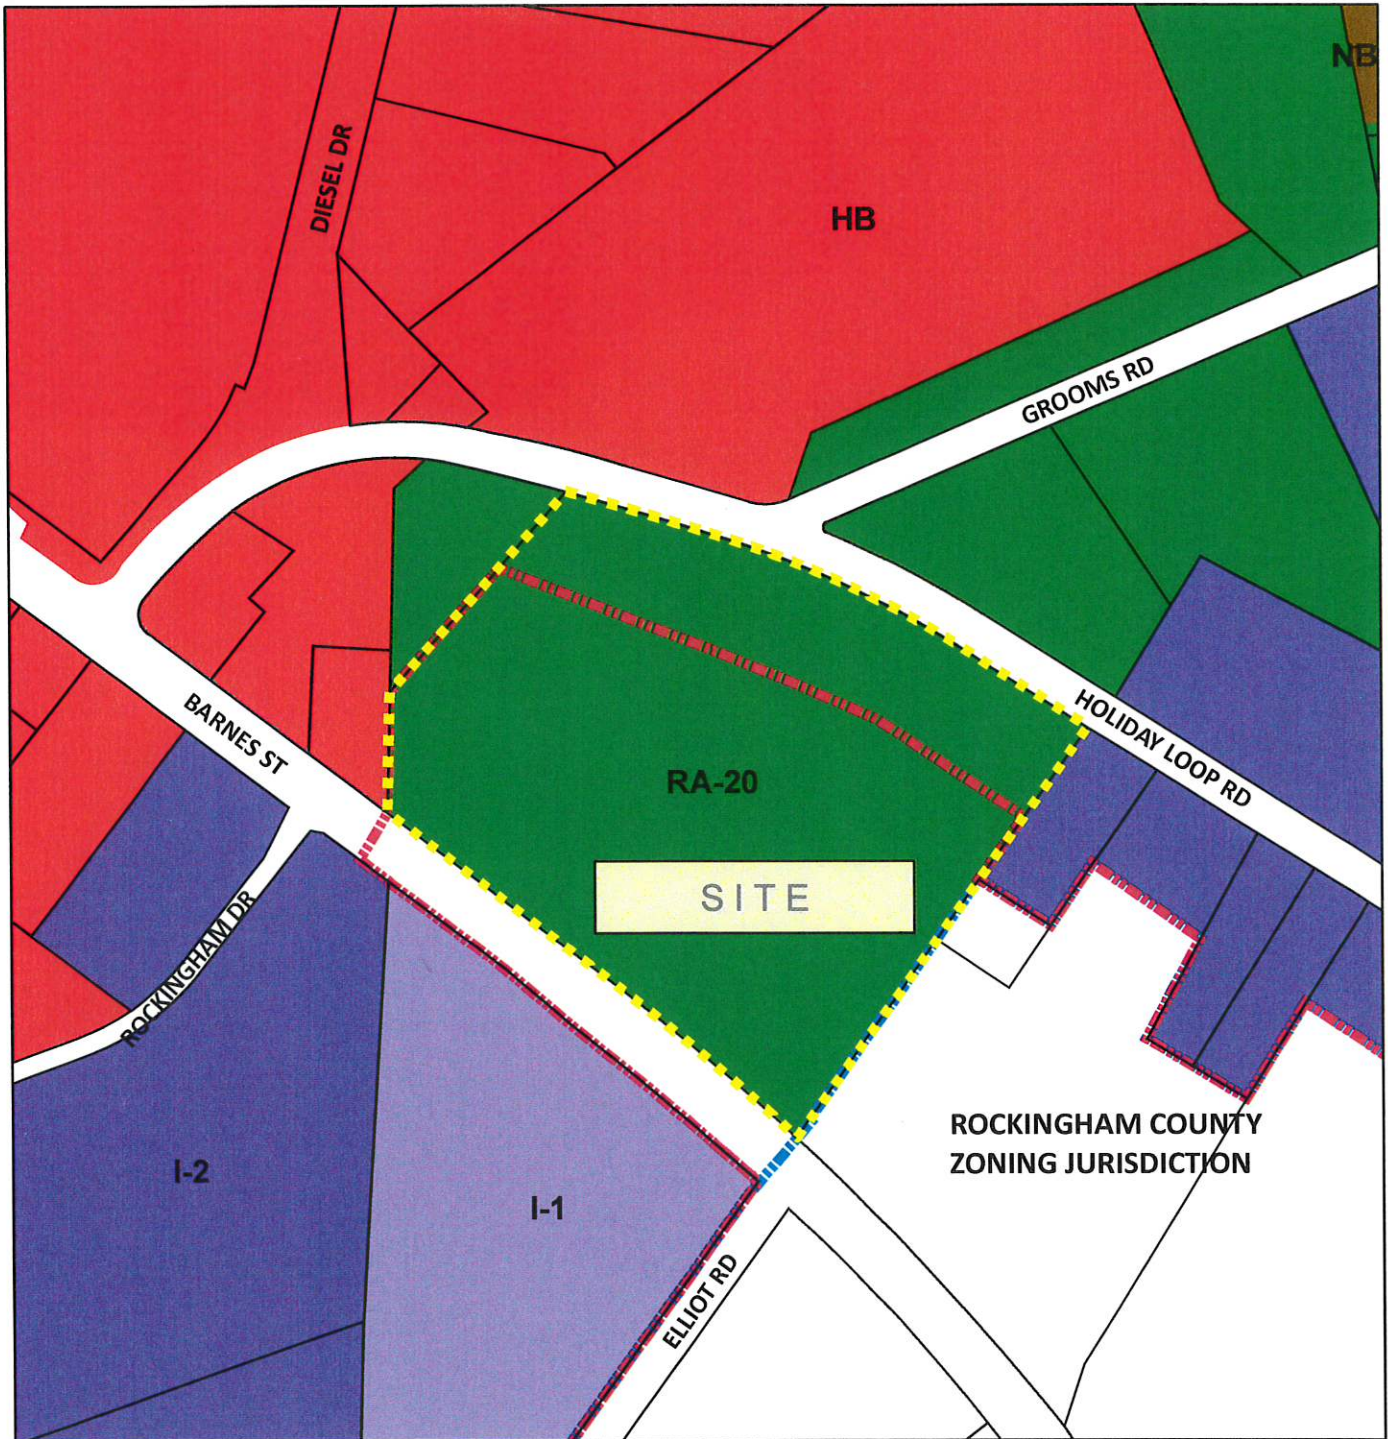 NB
DIESEL DR
HB
GROOMS RD
HOLIDAY LOOP RD
BARNES ST
RA-20
SITE
ROCKINGHAM DR
ROCKINGHAM COUNTY
ZONING JURISDICTION
I-2
I-1
ELLIOT RD